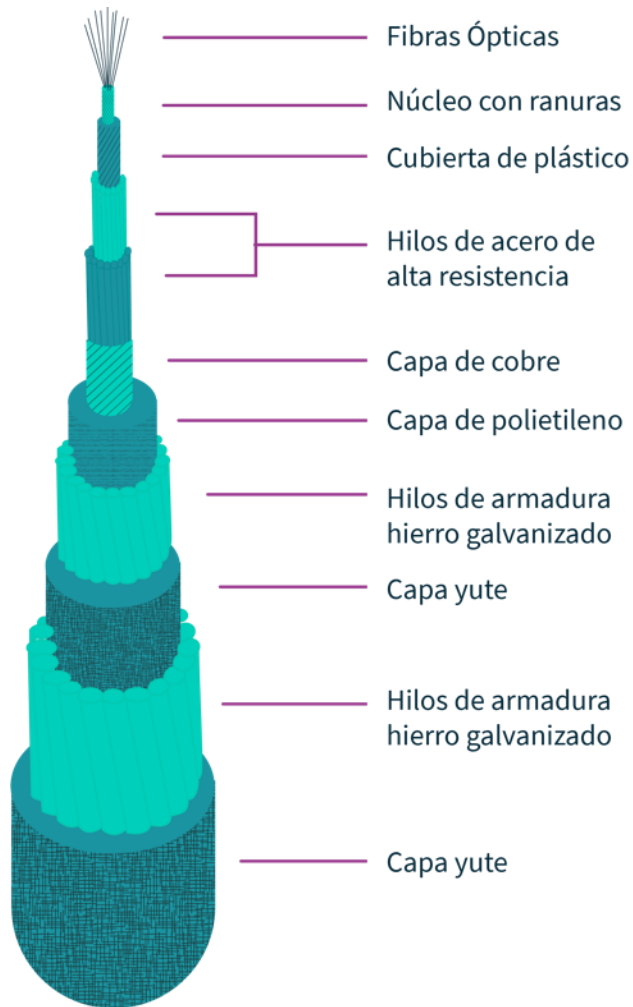 Fibras Ópticas
Núcleo con ranuras
Cubierta de plástico
Hilos de acero de
alta resistencia
Capa de cobre
Capa de polietileno
Hilos de armadura
hierro galvanizado
Capa yute
Hilos de armadura
hierro galvanizado
Capa yute